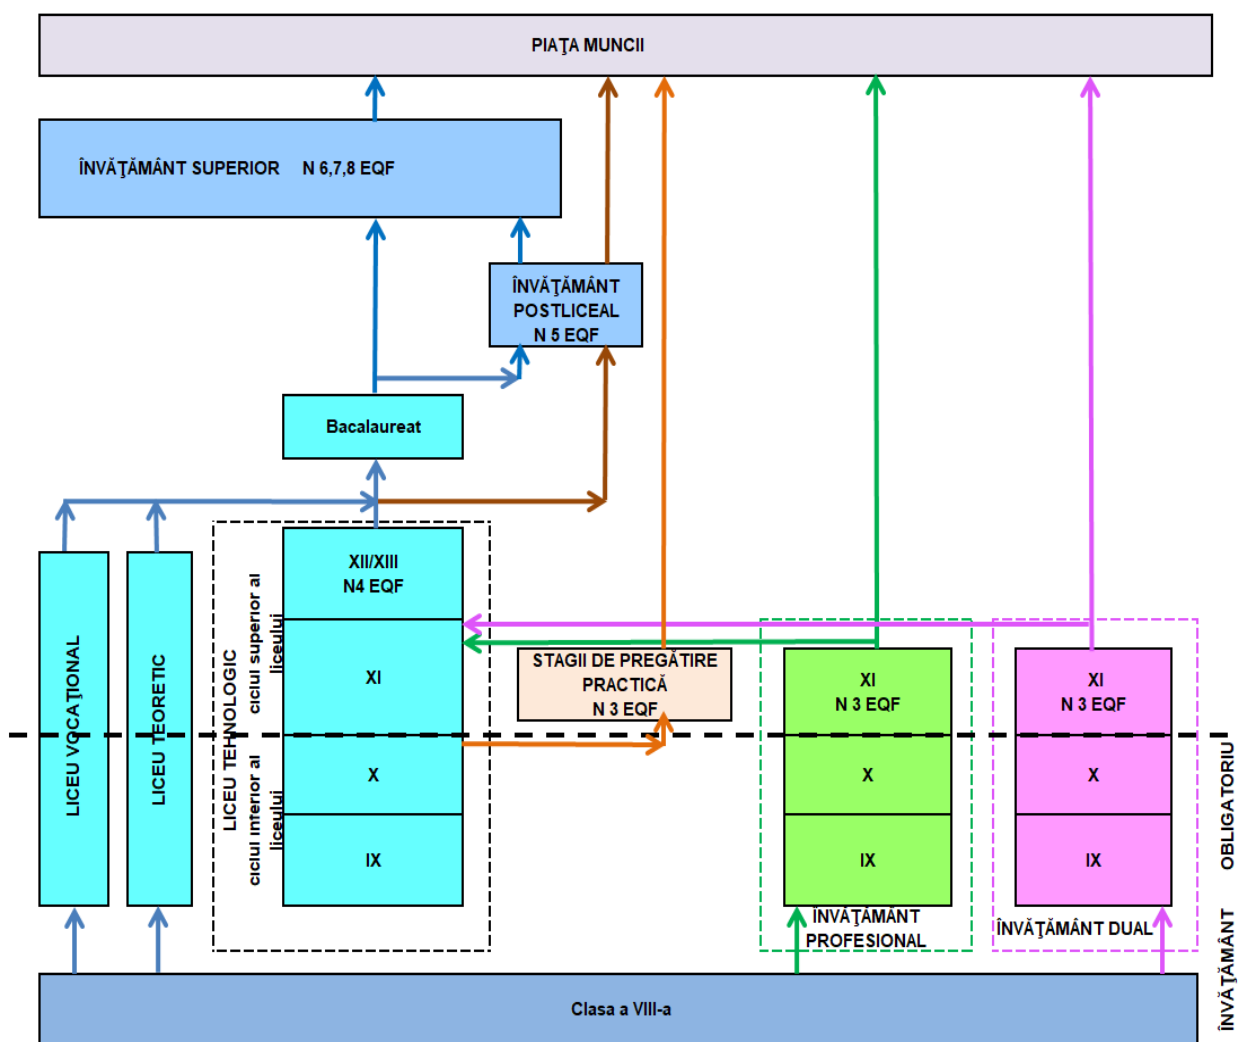 PIAŢA MUNCII
ÎNVĂŢĂMÂNT SUPERIOR N 6,7,8 EQF
ÎNVĂŢĂMÂNT
POSTLICEAL
N 5 EQF
Bacalaureat
LICEU VOCAŢIONAL
LICEU TEORETIC
LICEU TEHNOLOGIC
ciclul superior al
liceului
ciclul inferior al
liceului
XII/XIII
N4 EQF
XI
X
IX
STAGII DE PREGĂTIRE
PRACTICĂ
N 3 EQF
XI
N 3 EQF
X
IX
ÎNVĂŢĂMÂNT
PROFESIONAL
XI
N 3 EQF
X
IX
ÎNVĂŢĂMÂNT DUAL
ÎNVĂŢĂMÂNT OBLIGATORIU
Clasa a VIII-a